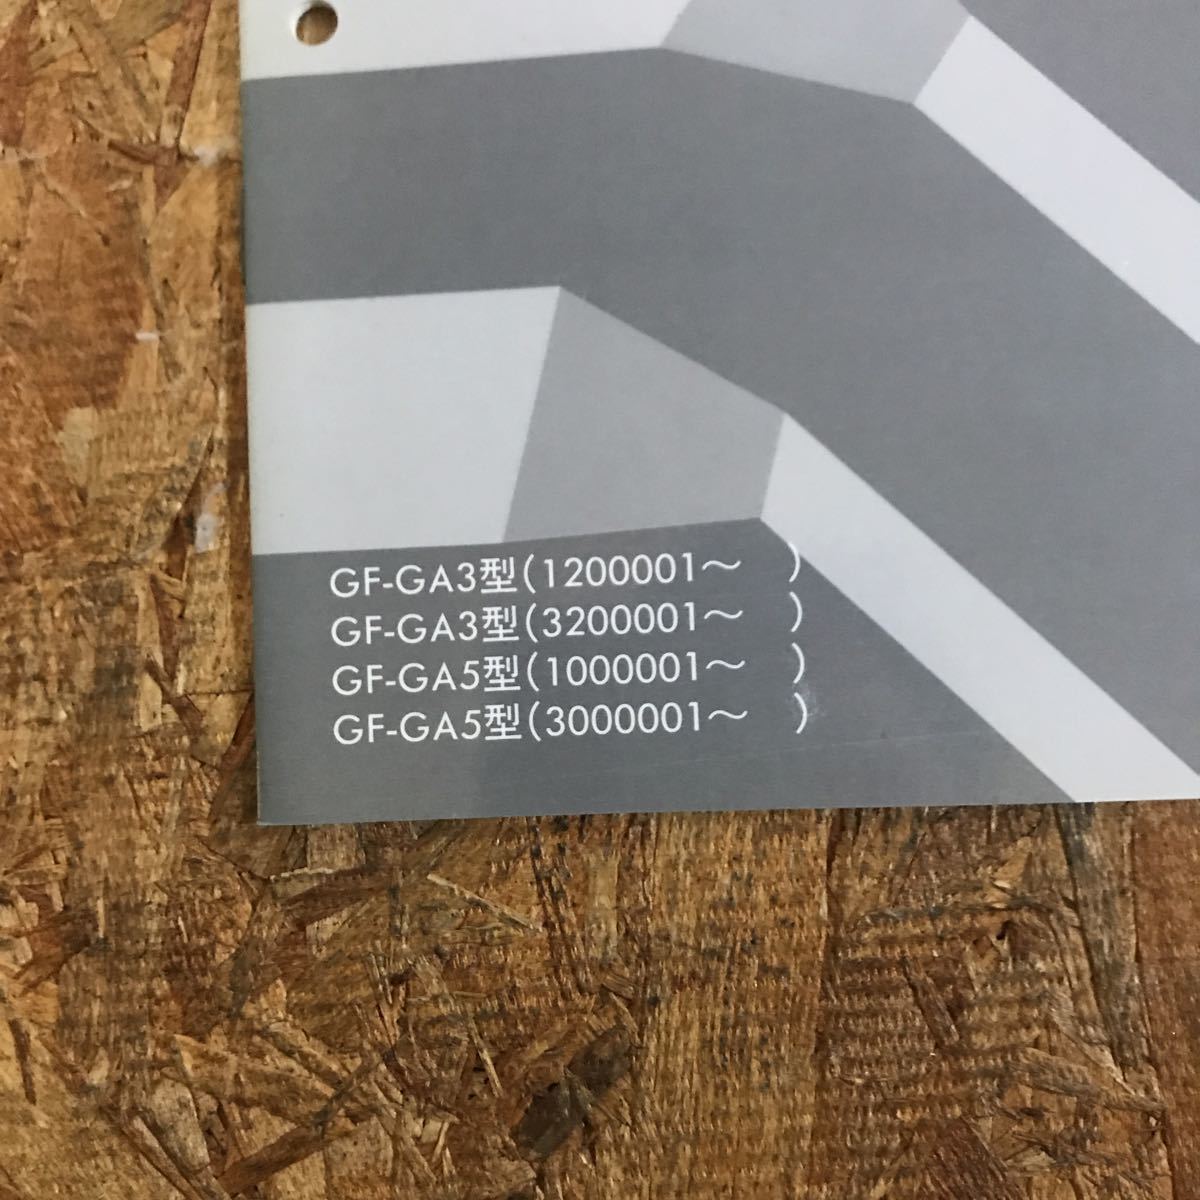 GF-GA3型(1200001～　)
GF-GA3型(3200001～　)
GF-GA5型(1000001～　)
GF-GA5型(3000001～　)